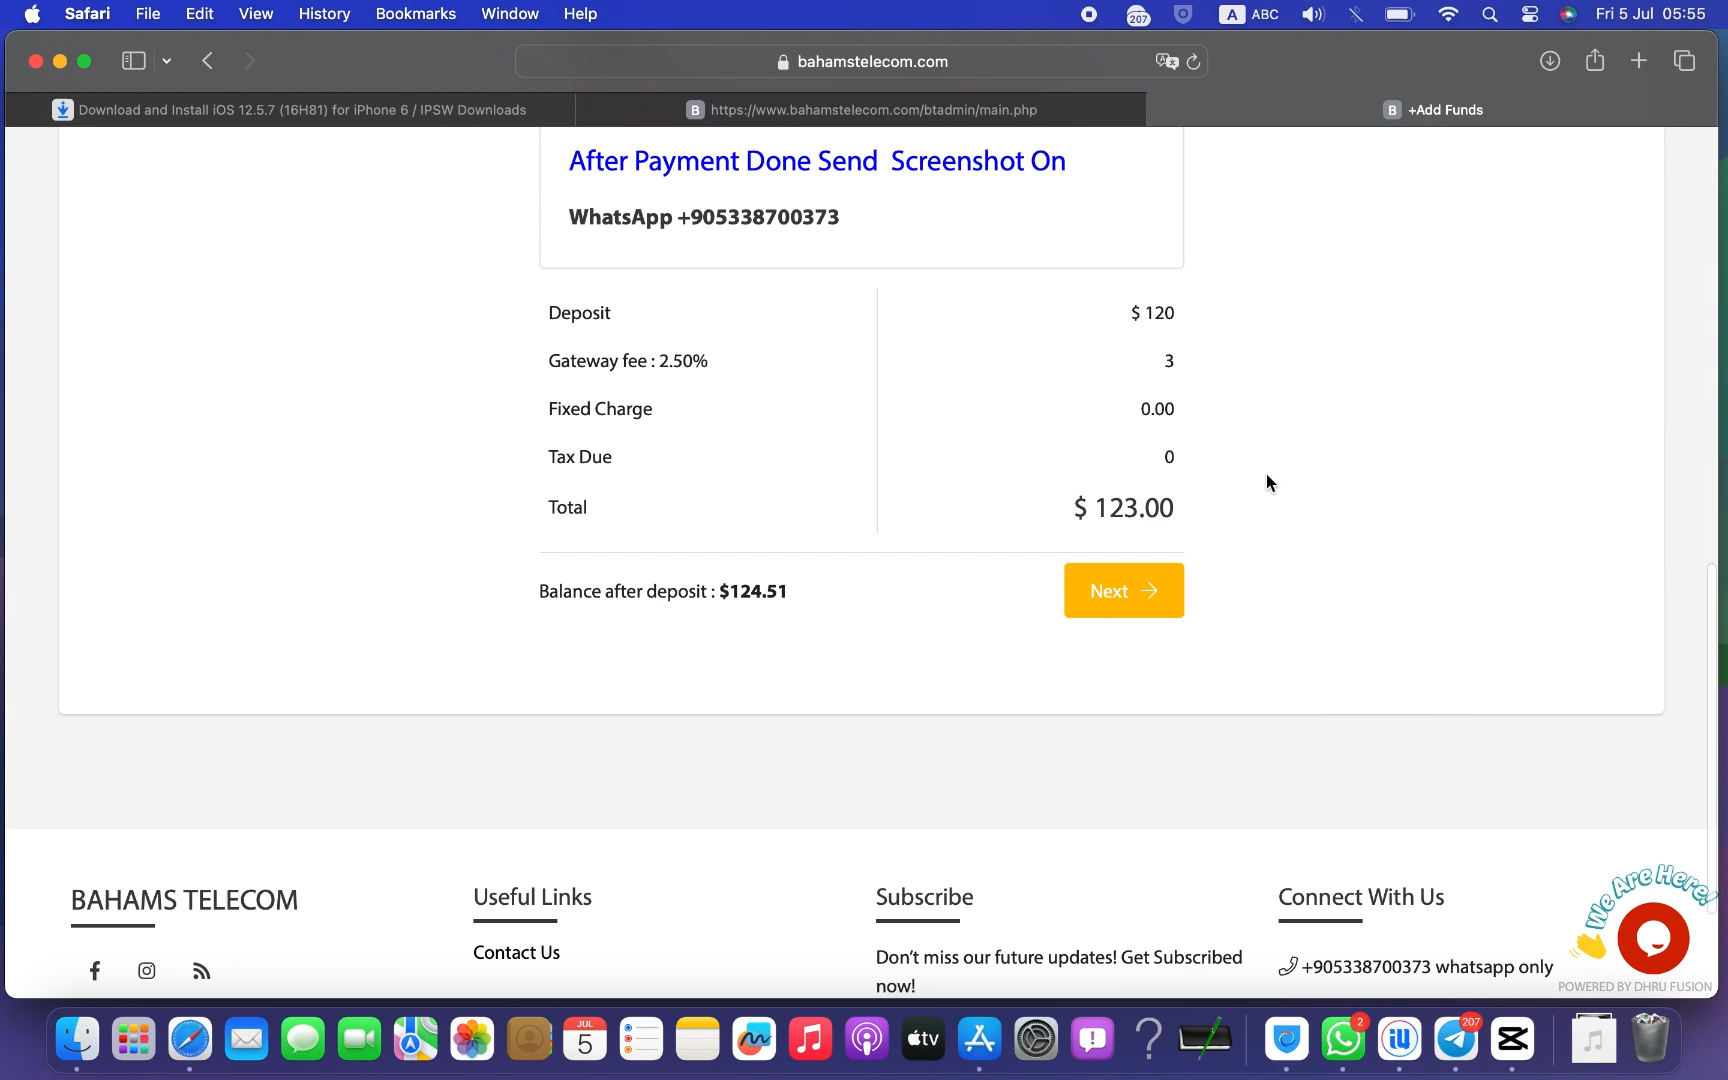 Safari File Edit View History Bookmarks Window Help 207 A ABC Fri 5 Jul 05:55
bahamstelecom.com
Download and Install iOS 12.5.7 (16H81) for iPhone 6 / IPSW Downloads
B https://www.bahamstelecom.com/btadmin/main.php
B +Add Funds
After Payment Done Send Screenshot On
WhatsApp +905338700373
Deposit $ 120
Gateway fee : 2.50% 3
Fixed Charge 0.00
Tax Due 0
Total $ 123.00
Balance after deposit : $124.51
Next →
BAHAMS TELECOM
Useful Links
Contact Us
Subscribe
Don't miss our future updates! Get Subscribed
now!
Connect With Us
+905338700373 whatsapp only
We Are Here!
POWERED BY DHRU FUSION
JUL
5
tv
?
2
iU
207